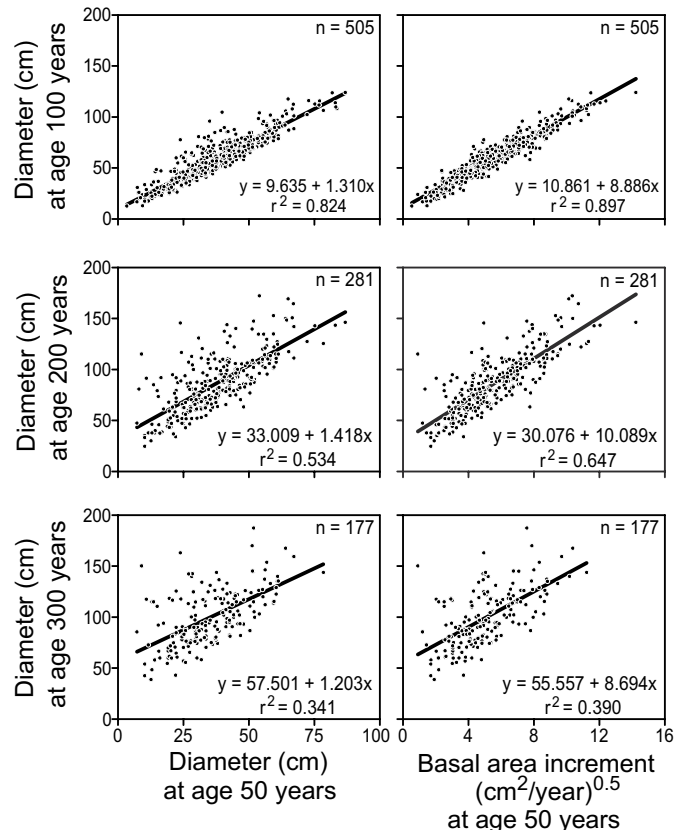 Diameter (cm)
at age 100 years
200
150
100
50
0
n = 505
y = 9.635 + 1.310x
r² = 0.824
n = 505
y = 10.861 + 8.886x
r² = 0.897
Diameter (cm)
at age 200 years
200
150
100
50
0
n = 281
y = 33.009 + 1.418x
r² = 0.534
n = 281
y = 30.076 + 10.089x
r² = 0.647
Diameter (cm)
at age 300 years
200
150
100
50
0
n = 177
y = 57.501 + 1.203x
r² = 0.341
n = 177
y = 55.557 + 8.694x
r² = 0.390
0 25 50 75 100
0 4 8 12 16
Diameter (cm)
at age 50 years
Basal area increment
(cm²/year)^0.5
at age 50 years